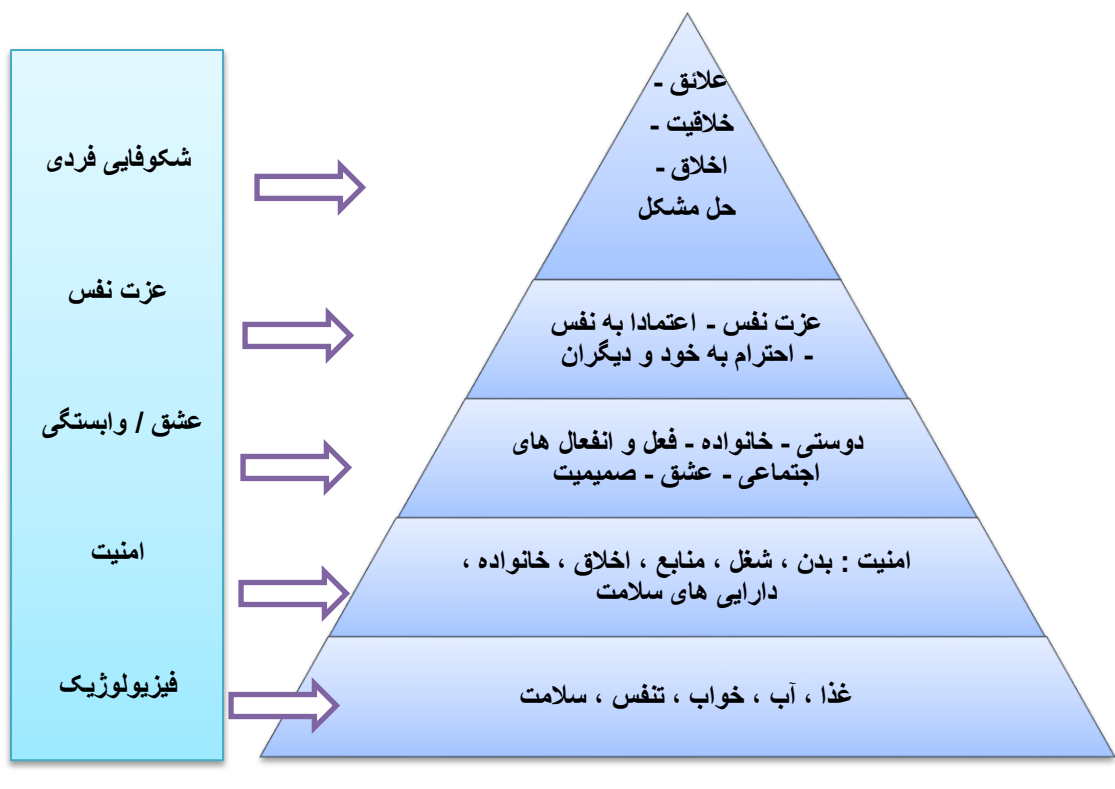 شکوفایی فردی
عزت نفس
عشق / وابستگی
امنیت
فیزیولوژیک
علائق -
خلاقیت -
اخلاق -
حل مشکل
عزت نفس - اعتمادا به نفس
- احترام به خود و دیگران
دوستی - خانواده - فعل و انفعال های
اجتماعی - عشق - صمیمیت
امنیت : بدن ، شغل ، منابع ، اخلاق ، خانواده ،
دارایی های سلامت
غذا ، آب ، خواب ، تنفس ، سلامت